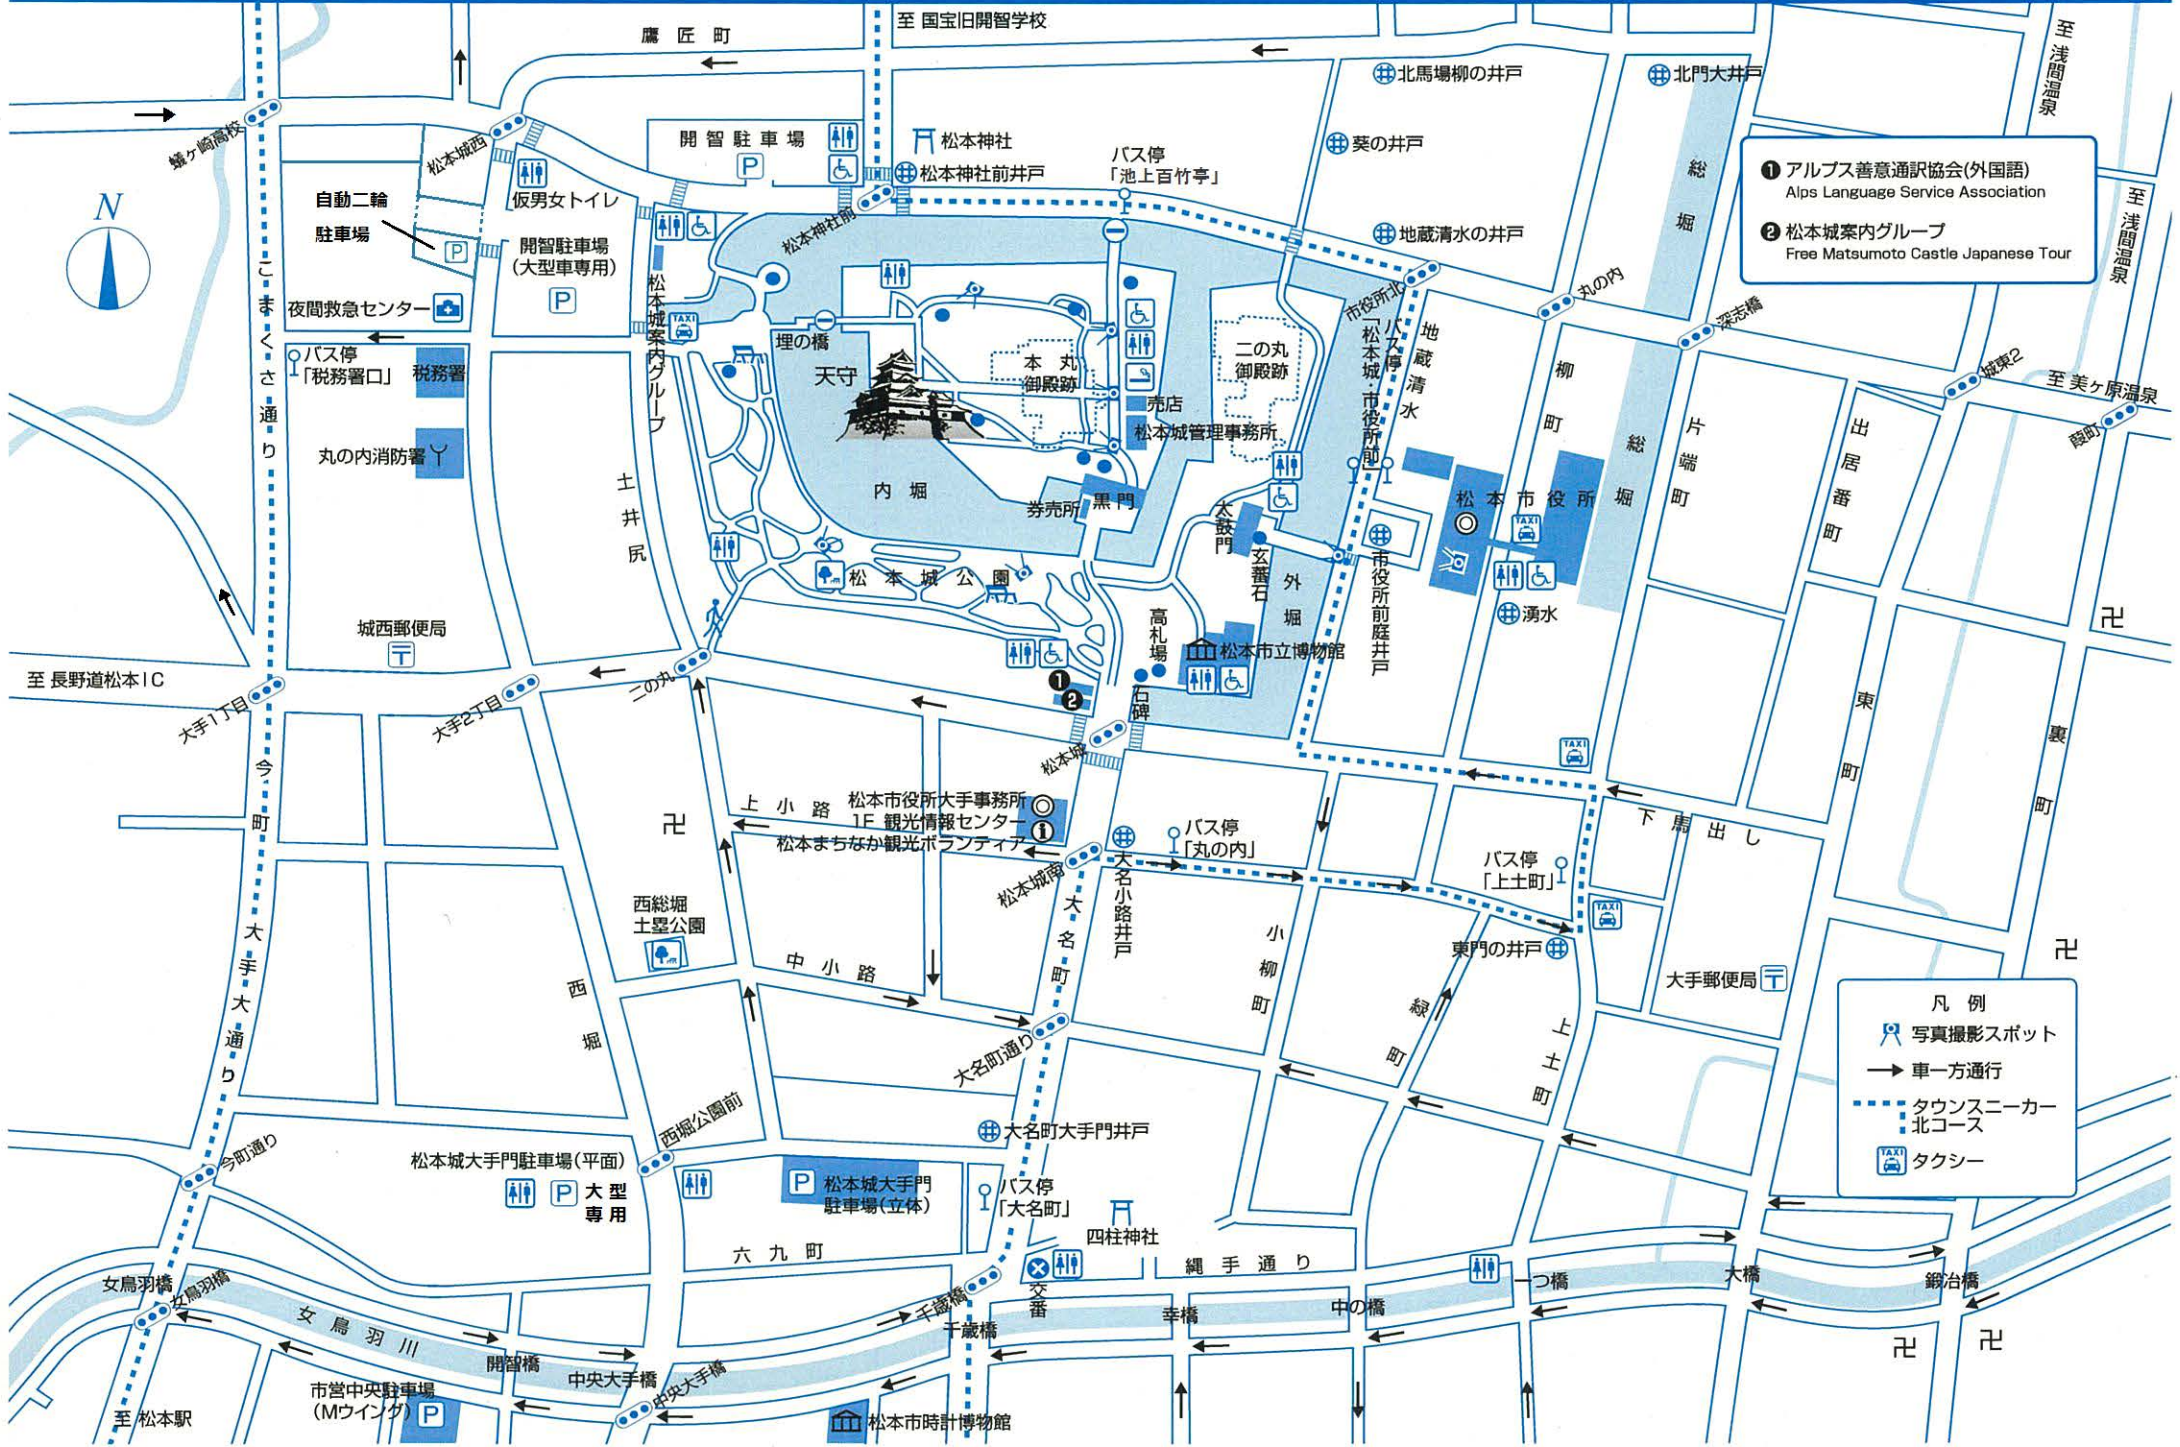 至 国宝旧開智学校
鷹匠町
至 浅間温泉
北馬場柳の井戸
北門大井戸
蟻ヶ崎高校
松本城西
開智駐車場
P
松本神社
松本神社前井戸
バス停
「池上百竹亭」
葵の井戸
総堀
❶ アルプス善意通訳協会(外国語)
Alps Language Service Association
❷ 松本城案内グループ
Free Matsumoto Castle Japanese Tour
至 浅間温泉
N
自動二輪
駐車場
P
仮男女トイレ
開智駐車場
(大型車専用)
P
松本神社前
地蔵清水の井戸
市役所北
丸の内
深志橋
こまくさ通り
夜間救急センター
松本城案内グループ
TAXI
埋の橋
バス停
「税務署口」
税務署
天守
本丸
御殿跡
二の丸
御殿跡
バス停
「松本城・市役所前」
地蔵清水
柳町
城東2
至 美ヶ原温泉
葭町
売店
松本城管理事務所
丸の内消防署
土井尻
内堀
券売所
黒門
太鼓門
玄蕃石
外堀
松本市役所
TAXI
総堀
片端町
出居番町
松本城公園
市役所前庭井戸
湧水
城西郵便局
高札場
松本市立博物館
石碑
至 長野道松本IC
大手1丁目
大手2丁目
二の丸
❶
❷
松本城
TAXI
東町
裏町
今町
上小路
松本市役所大手事務所
1F 観光情報センター
松本まちなか観光ボランティア
松本城南
大名小路井戸
バス停
「丸の内」
バス停
「上土町」
下馬出し
TAXI
大手大通り
西総堀
土塁公園
大名町
小柳町
東門の井戸
大手郵便局
西堀
中小路
大名町通り
緑町
上土町
凡例
写真撮影スポット
車一方通行
タウンスニーカー
北コース
TAXI
タクシー
西堀公園前
大名町大手門井戸
今町通り
松本城大手門駐車場(平面)
P
大型
専用
P
松本城大手門
駐車場(立体)
バス停
「大名町」
四柱神社
六九町
交番
縄手通り
女鳥羽橋
女鳥羽橋
女鳥羽川
開智橋
中央大手橋
中央大手橋
千歳橋
千歳橋
幸橋
中の橋
一つ橋
大橋
鍛冶橋
至 松本駅
市営中央駐車場
(Mウイング)
P
松本市時計博物館